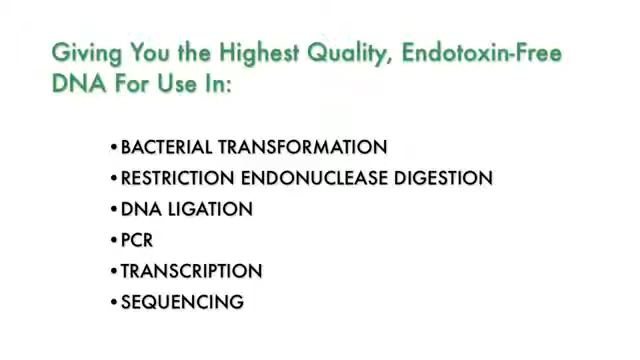 Giving You the Highest Quality, Endotoxin-Free
DNA For Use In:
•BACTERIAL TRANSFORMATION
•RESTRICTION ENDONUCLEASE DIGESTION
•DNA LIGATION
•PCR
•TRANSCRIPTION
•SEQUENCING